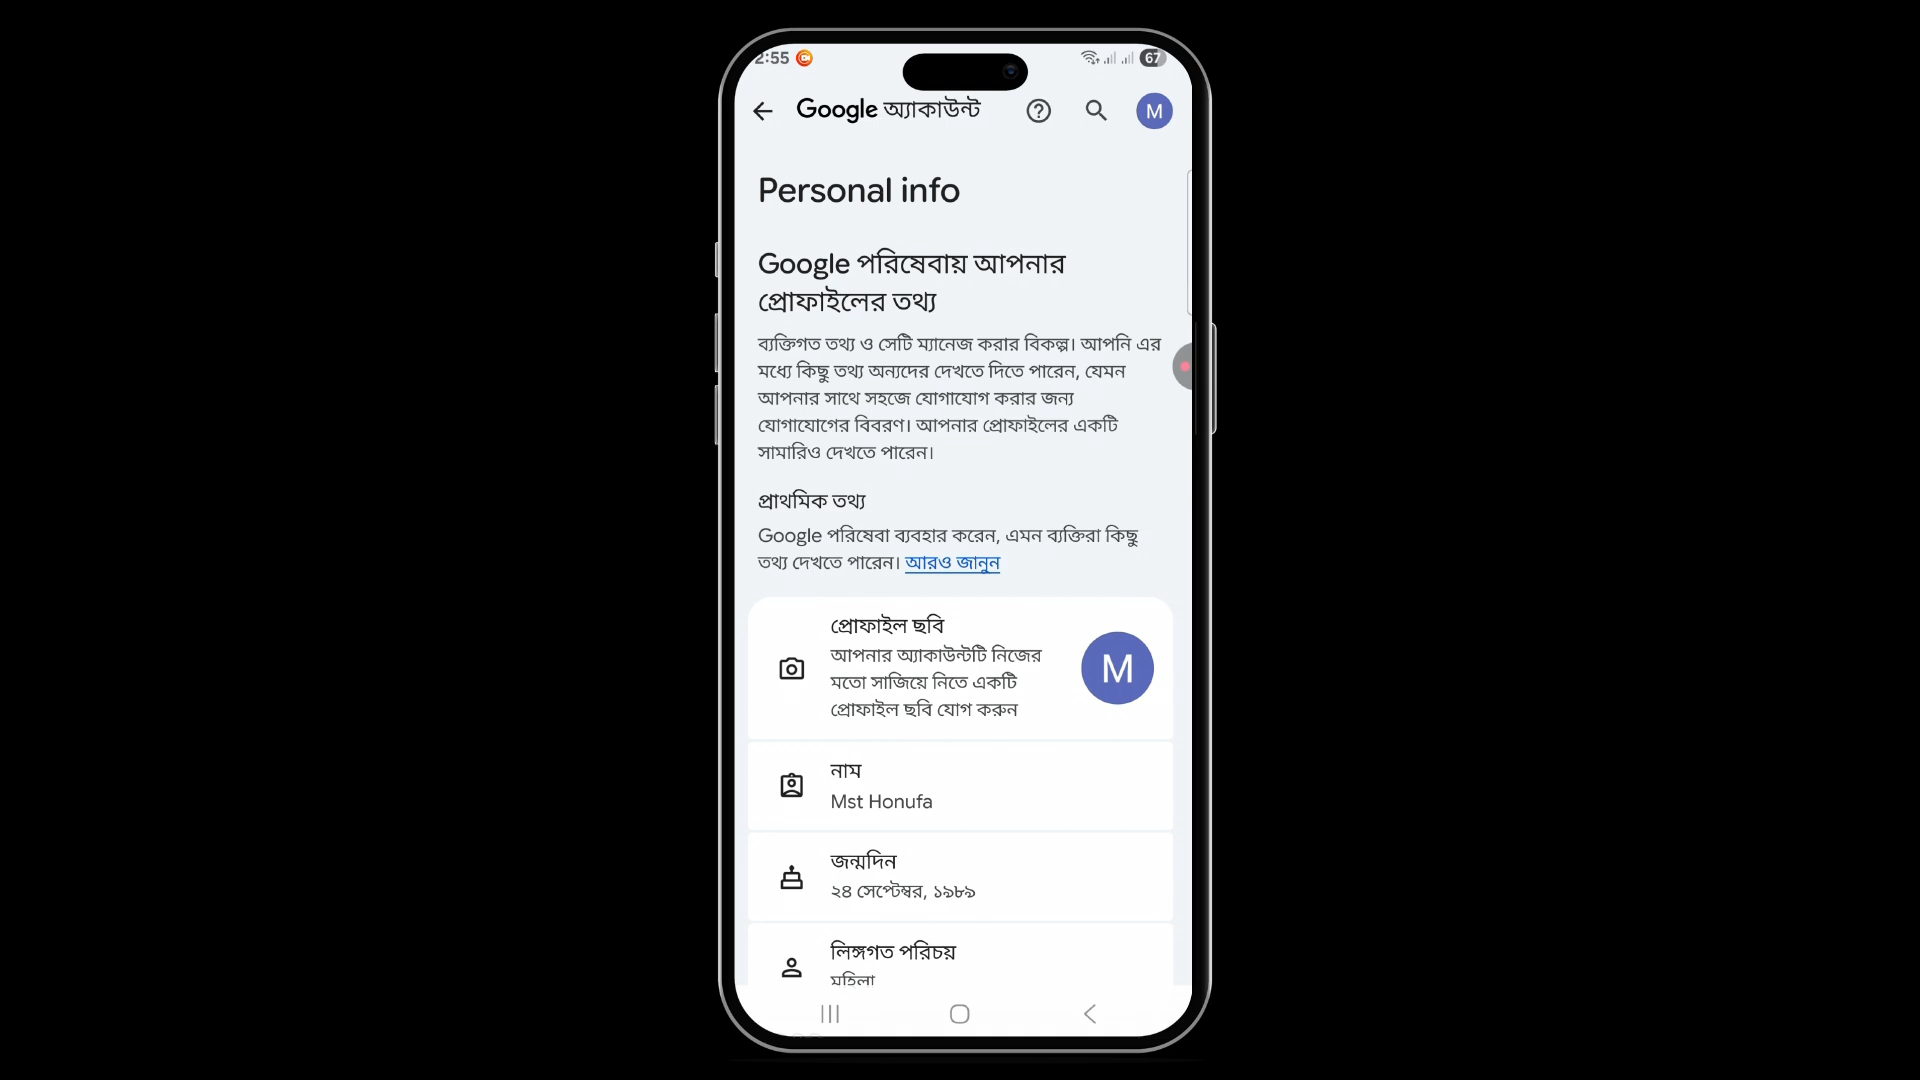 2:55
67
Google অ্যাকাউন্ট
M
Personal info
Google পরিষেবায় আপনার
প্রোফাইলের তথ্য
ব্যক্তিগত তথ্য ও সেটি ম্যানেজ করার বিকল্প। আপনি এর
মধ্যে কিছু তথ্য অন্যদের দেখতে দিতে পারেন, যেমন
আপনার সাথে সহজে যোগাযোগ করার জন্য
যোগাযোগের বিবরণ। আপনার প্রোফাইলের একটি
সামারিও দেখতে পারেন।
প্রাথমিক তথ্য
Google পরিষেবা ব্যবহার করেন, এমন ব্যক্তিরা কিছু
তথ্য দেখতে পারেন। আরও জানুন
প্রোফাইল ছবি
আপনার অ্যাকাউন্টটি নিজের
মতো সাজিয়ে নিতে একটি
প্রোফাইল ছবি যোগ করুন
M
নাম
Mst Honufa
জন্মদিন
২৪ সেপ্টেম্বর, ১৯৮৯
লিঙ্গগত পরিচয়
মহিলা